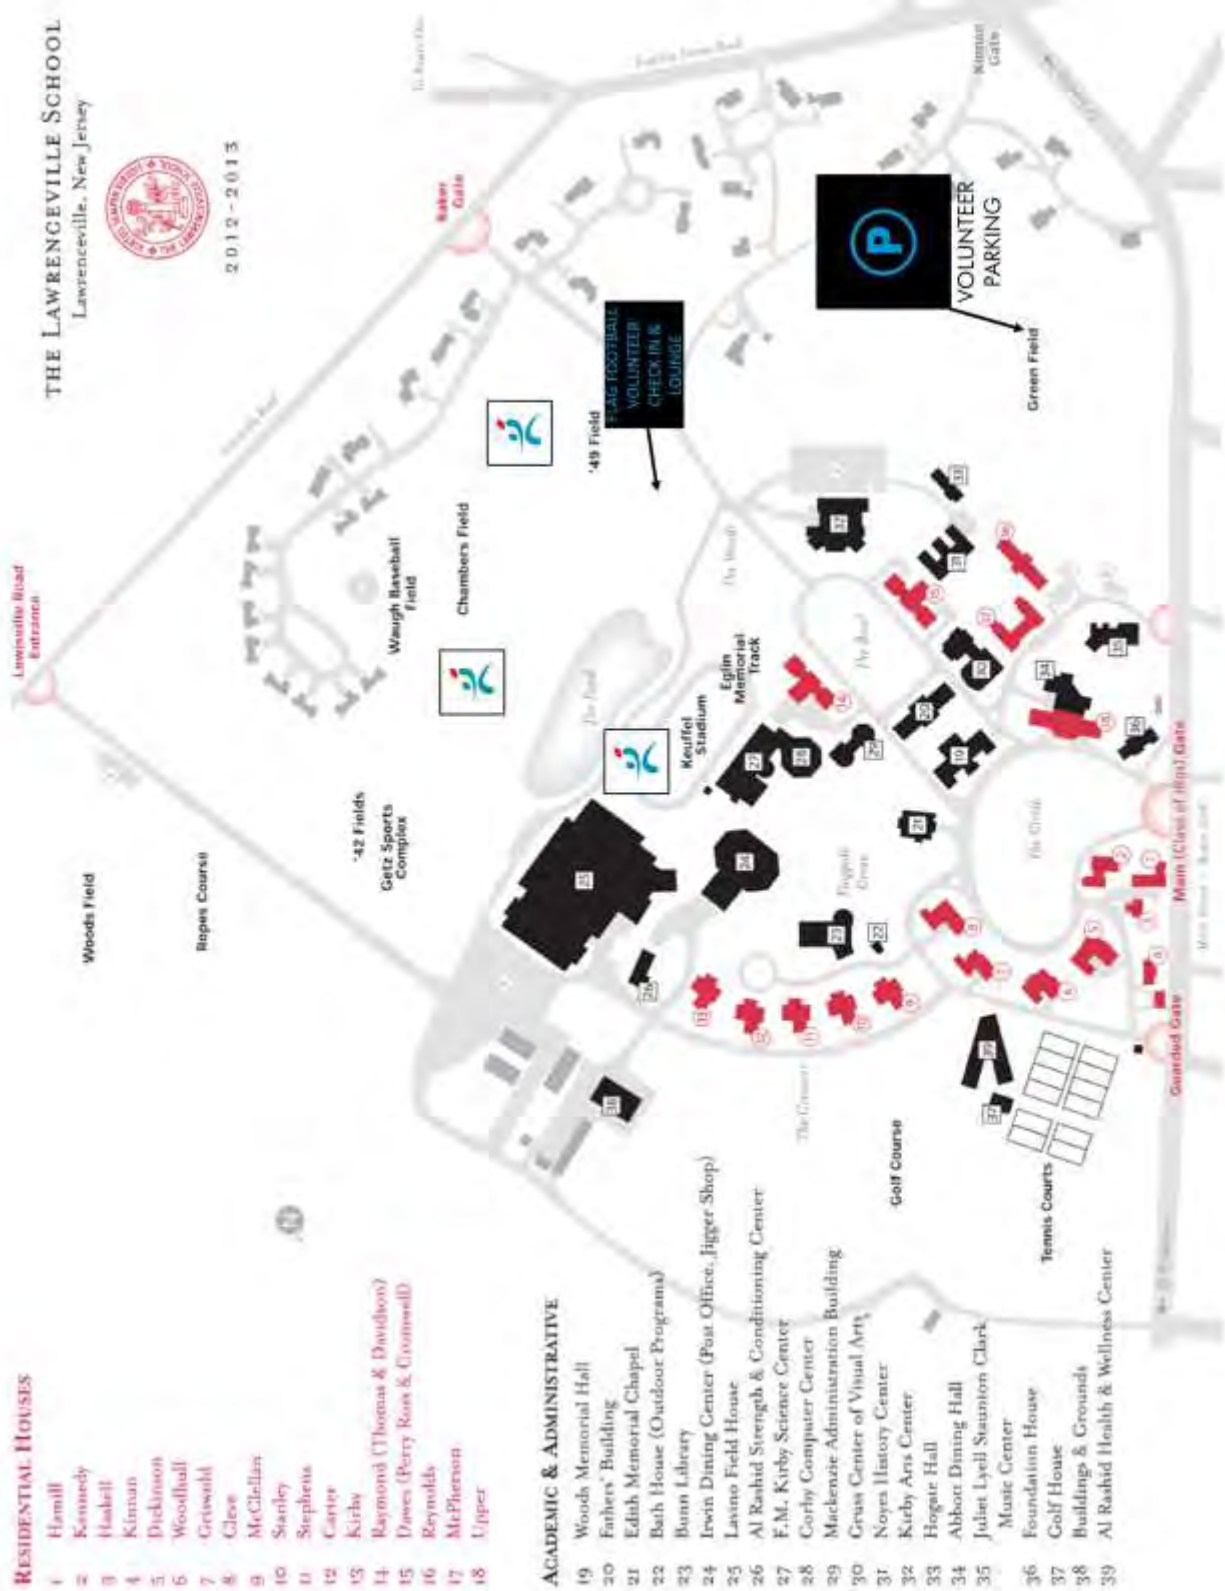 THE LAWRENCEVILLE SCHOOL
Lawrenceville, New Jersey
2012-2013
RESIDENTIAL HOUSES
1 Hamill
2 Kennedy
3 Haskell
4 Kinnan
5 Dickinson
6 Woodhull
7 Griswold
8 Cleve
9 McClellan
10 Stanley
11 Stephens
12 Carter
13 Kirby
14 Raymond (Thomas & Davidson)
15 Dawes (Perry Ross & Cromwell)
16 Reynolds
17 McPherson
18 Upper
ACADEMIC & ADMINISTRATIVE
19 Woods Memorial Hall
20 Fathers' Building
21 Edith Memorial Chapel
22 Bath House (Outdoor Programs)
23 Bunn Library
24 Irwin Dining Center (Post Office, Jigger Shop)
25 Lavino Field House
26 Al Rashid Strength & Conditioning Center
27 F.M. Kirby Science Center
28 Corby Computer Center
29 Mackenzie Administration Building
30 Gruss Center of Visual Arts
31 Noyes History Center
32 Kirby Arts Center
33 Hogate Hall
34 Abbott Dining Hall
35 Juliet Lyell Staunton Clark
Music Center
36 Foundation House
37 Golf House
38 Buildings & Grounds
39 Al Rashid Health & Wellness Center
Lewisville Road
Entrance
Baker
Gate
Kinnan
Gate
Woods Field
Ropes Course
'42 Fields
Getz Sports
Complex
Waugh Baseball
Field
Chambers Field
'49 Field
FLAG FOOTBALL
VOLUNTEER
CHECK IN &
LOUNGE
P
VOLUNTEER
PARKING
Green Field
The Pond
Keuffel
Stadium
Eglin
Memorial
Track
The Bowl
The Circle
The Crescent
Golf Course
Tennis Courts
Guarded Gate
Main (Class of 1891) Gate